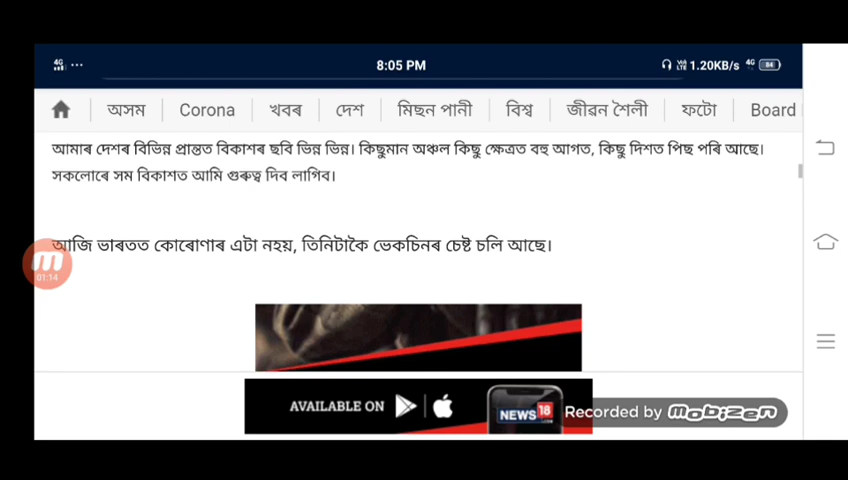 4G ... 8:05 PM 1.20KB/s 4G 84
অসম Corona খবৰ দেশ মিছন পানী বিশ্ব জীৱন শৈলী ফটো Board
আমাৰ দেশৰ বিভিন্ন প্ৰান্তত বিকাশৰ ছবি ভিন্ন ভিন্ন। কিছুমান অঞ্চল কিছু ক্ষেত্ৰত বহু আগত, কিছু দিশত পিছ পৰি আছে।
সকলোৰে সম বিকাশত আমি গুৰুত্ব দিব লাগিব।
আজি ভাৰতত কোৰোণাৰ এটা নহয়, তিনিটাকৈ ভেকচিনৰ চেষ্ট চলি আছে।
01:14
AVAILABLE ON NEWS18 Recorded by mobizen